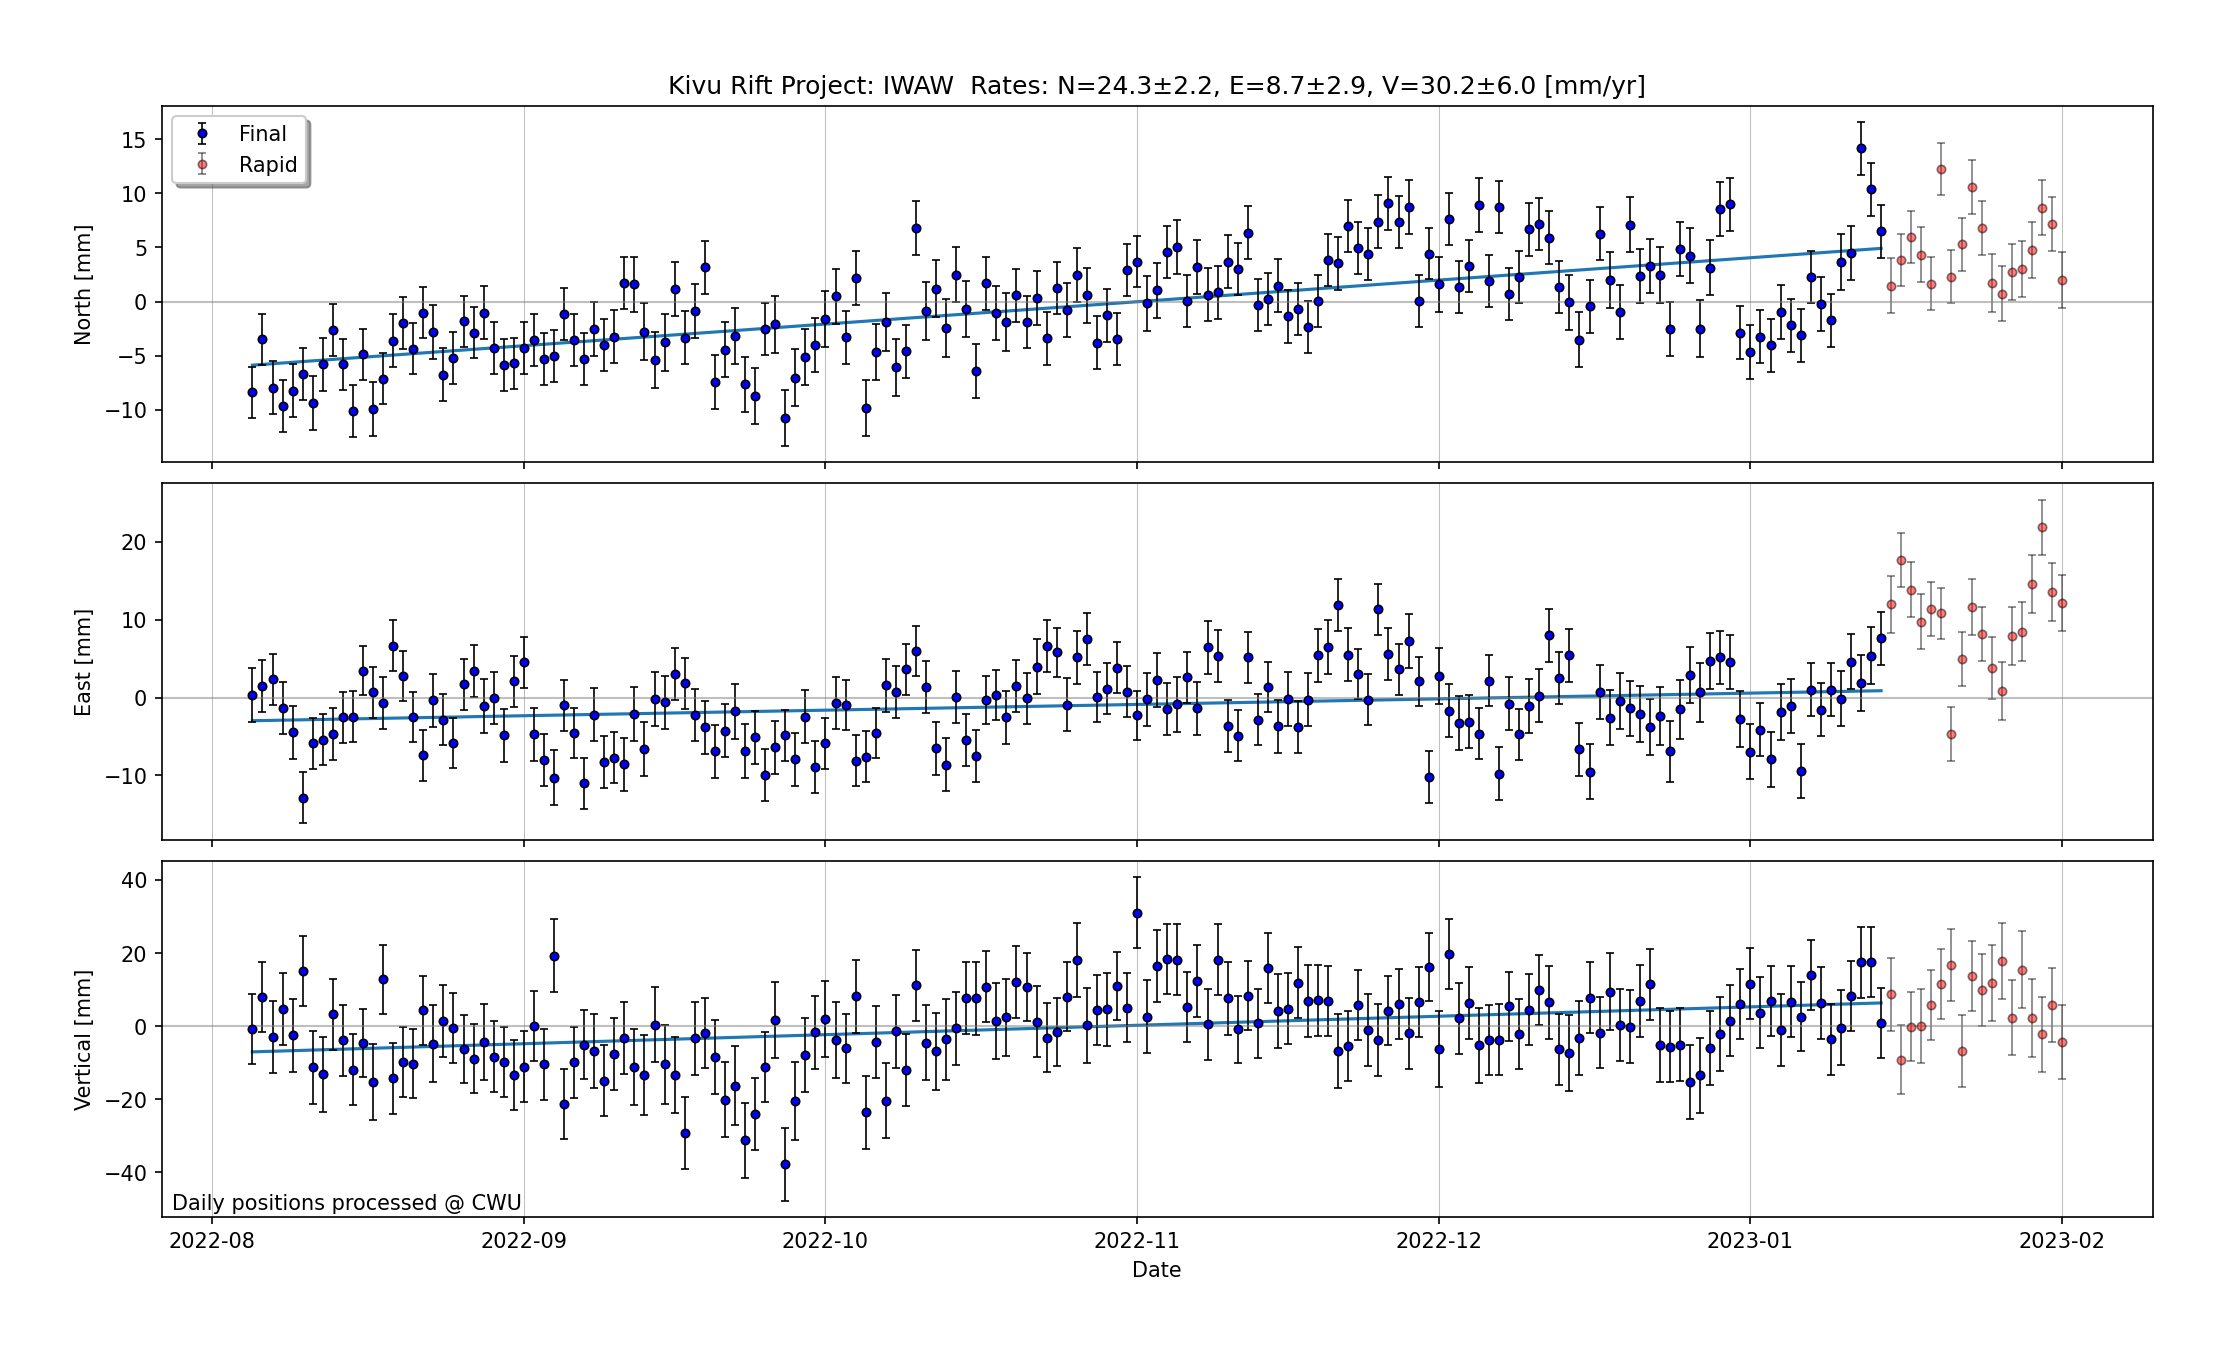 Kivu Rift Project: IWAW  Rates: N=24.3±2.2, E=8.7±2.9, V=30.2±6.0 [mm/yr]
Final
Rapid
15
10
5
0
−5
−10
North [mm]
20
10
0
−10
East [mm]
40
20
0
−20
−40
Vertical [mm]
Daily positions processed @ CWU
2022-08 2022-09 2022-10 2022-11 2022-12 2023-01 2023-02
Date